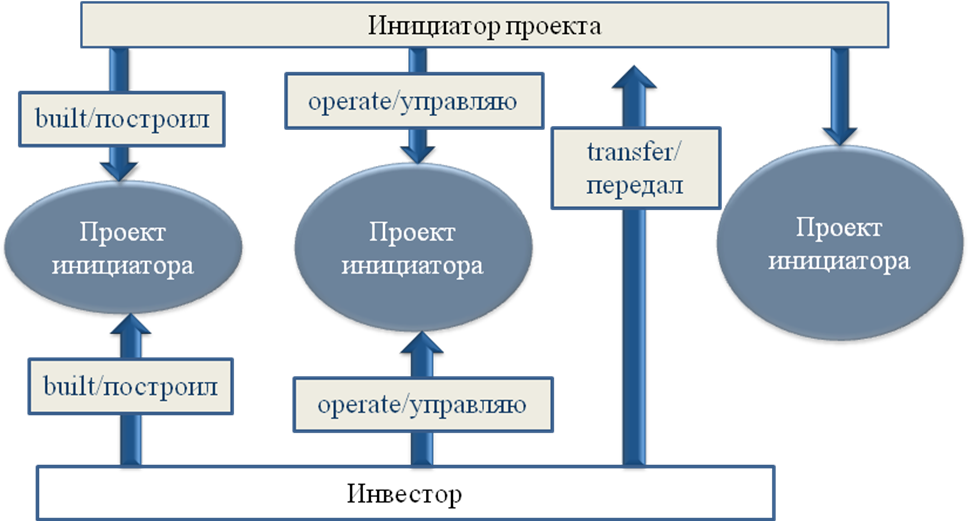 Инициатор проекта
built/построил
operate/управляю
transfer/
передал
Проект
инициатора
Проект
инициатора
Проект
инициатора
built/построил
operate/управляю
Инвестор